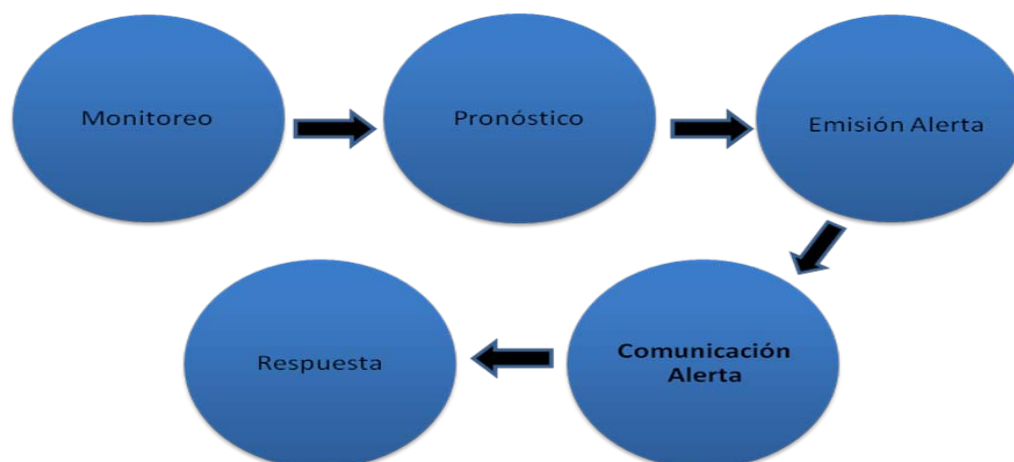 Monitoreo
Pronóstico
Emisión Alerta
Comunicación
Alerta
Respuesta